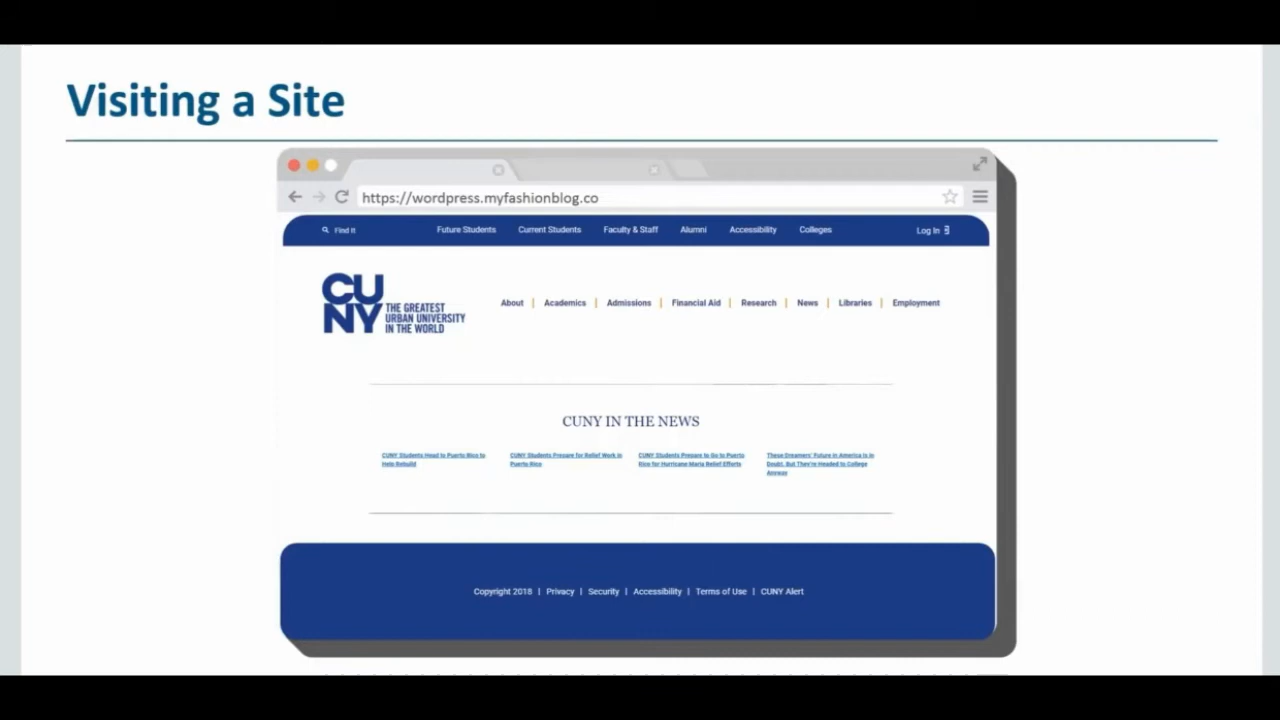 Visiting a Site
https://wordpress.myfashionblog.co
Find It Future Students Current Students Faculty & Staff Alumni Accessibility Colleges Log In
CU
NY
THE GREATEST
URBAN UNIVERSITY
IN THE WORLD
About | Academics | Admissions | Financial Aid | Research | News | Libraries | Employment
CUNY IN THE NEWS
CUNY Students Head to Puerto Rico to
Help Rebuild
CUNY Students Prepare for Relief Work in
Puerto Rico
CUNY Students Prepare to Go to Puerto
Rico for Hurricane Maria Relief Efforts
These Dreamers' Future in America Is In
Doubt. But They're Headed to College
Anyway
Copyright 2018 | Privacy | Security | Accessibility | Terms of Use | CUNY Alert